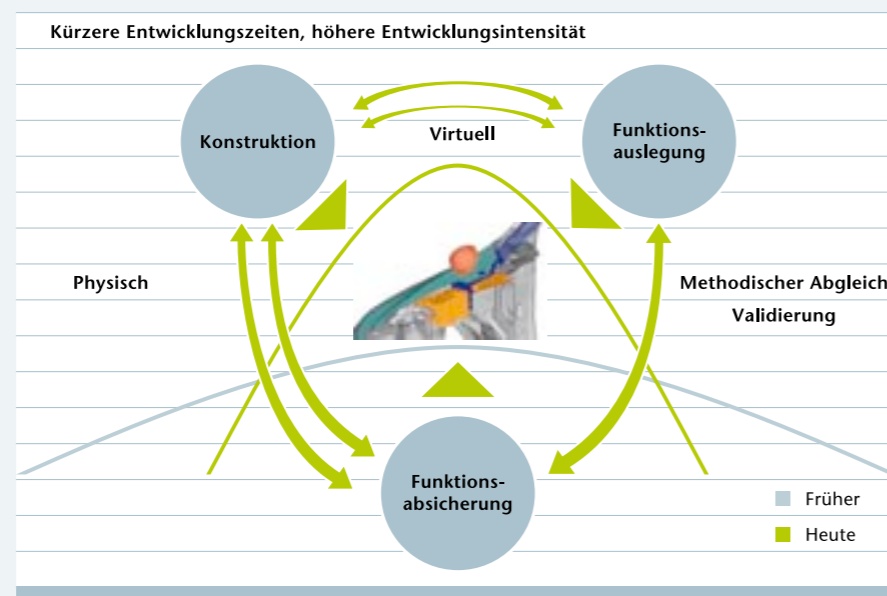 Kürzere Entwicklungszeiten, höhere Entwicklungsintensität
Konstruktion
Virtuell
Funktions-
auslegung
Physisch
Methodischer Abgleich
Validierung
Funktions-
absicherung
Früher
Heute